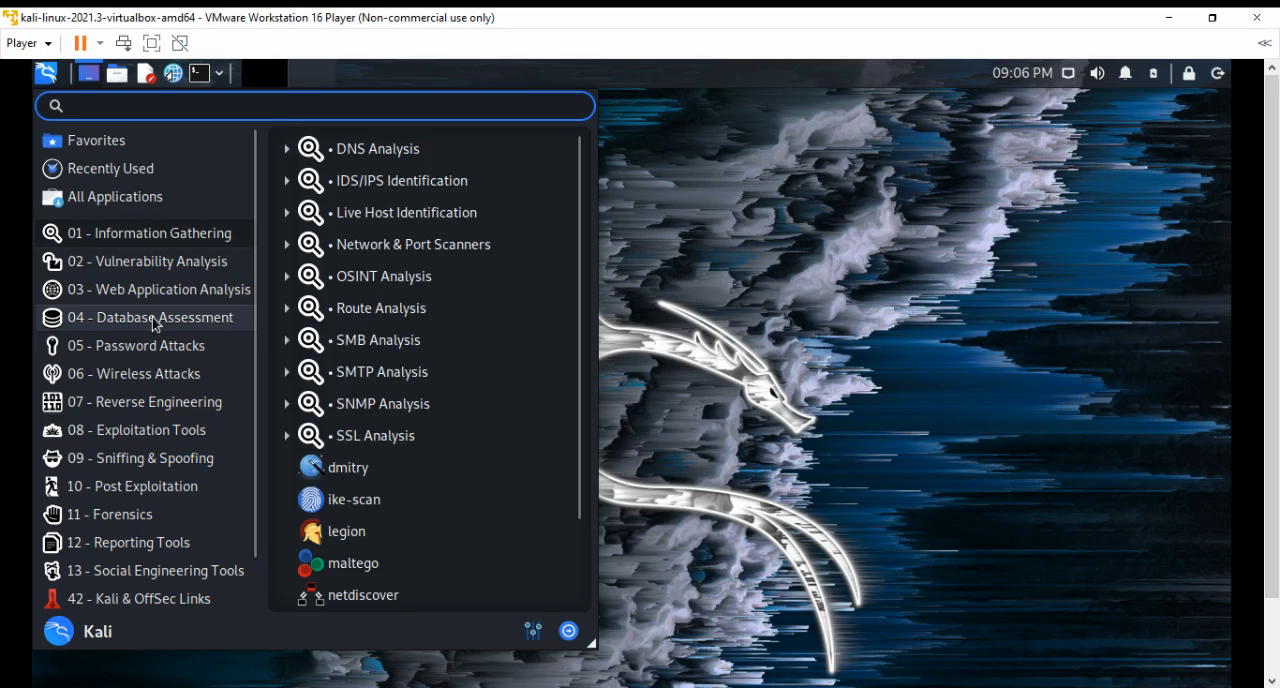 kali-linux-2021.3-virtualbox-amd64 - VMware Workstation 16 Player (Non-commercial use only)
Player
09:06 PM
Favorites
Recently Used
All Applications
01 - Information Gathering
02 - Vulnerability Analysis
03 - Web Application Analysis
04 - Database Assessment
05 - Password Attacks
06 - Wireless Attacks
07 - Reverse Engineering
08 - Exploitation Tools
09 - Sniffing & Spoofing
10 - Post Exploitation
11 - Forensics
12 - Reporting Tools
13 - Social Engineering Tools
42 - Kali & OffSec Links
• DNS Analysis
• IDS/IPS Identification
• Live Host Identification
• Network & Port Scanners
• OSINT Analysis
• Route Analysis
• SMB Analysis
• SMTP Analysis
• SNMP Analysis
• SSL Analysis
dmitry
ike-scan
legion
maltego
netdiscover
Kali